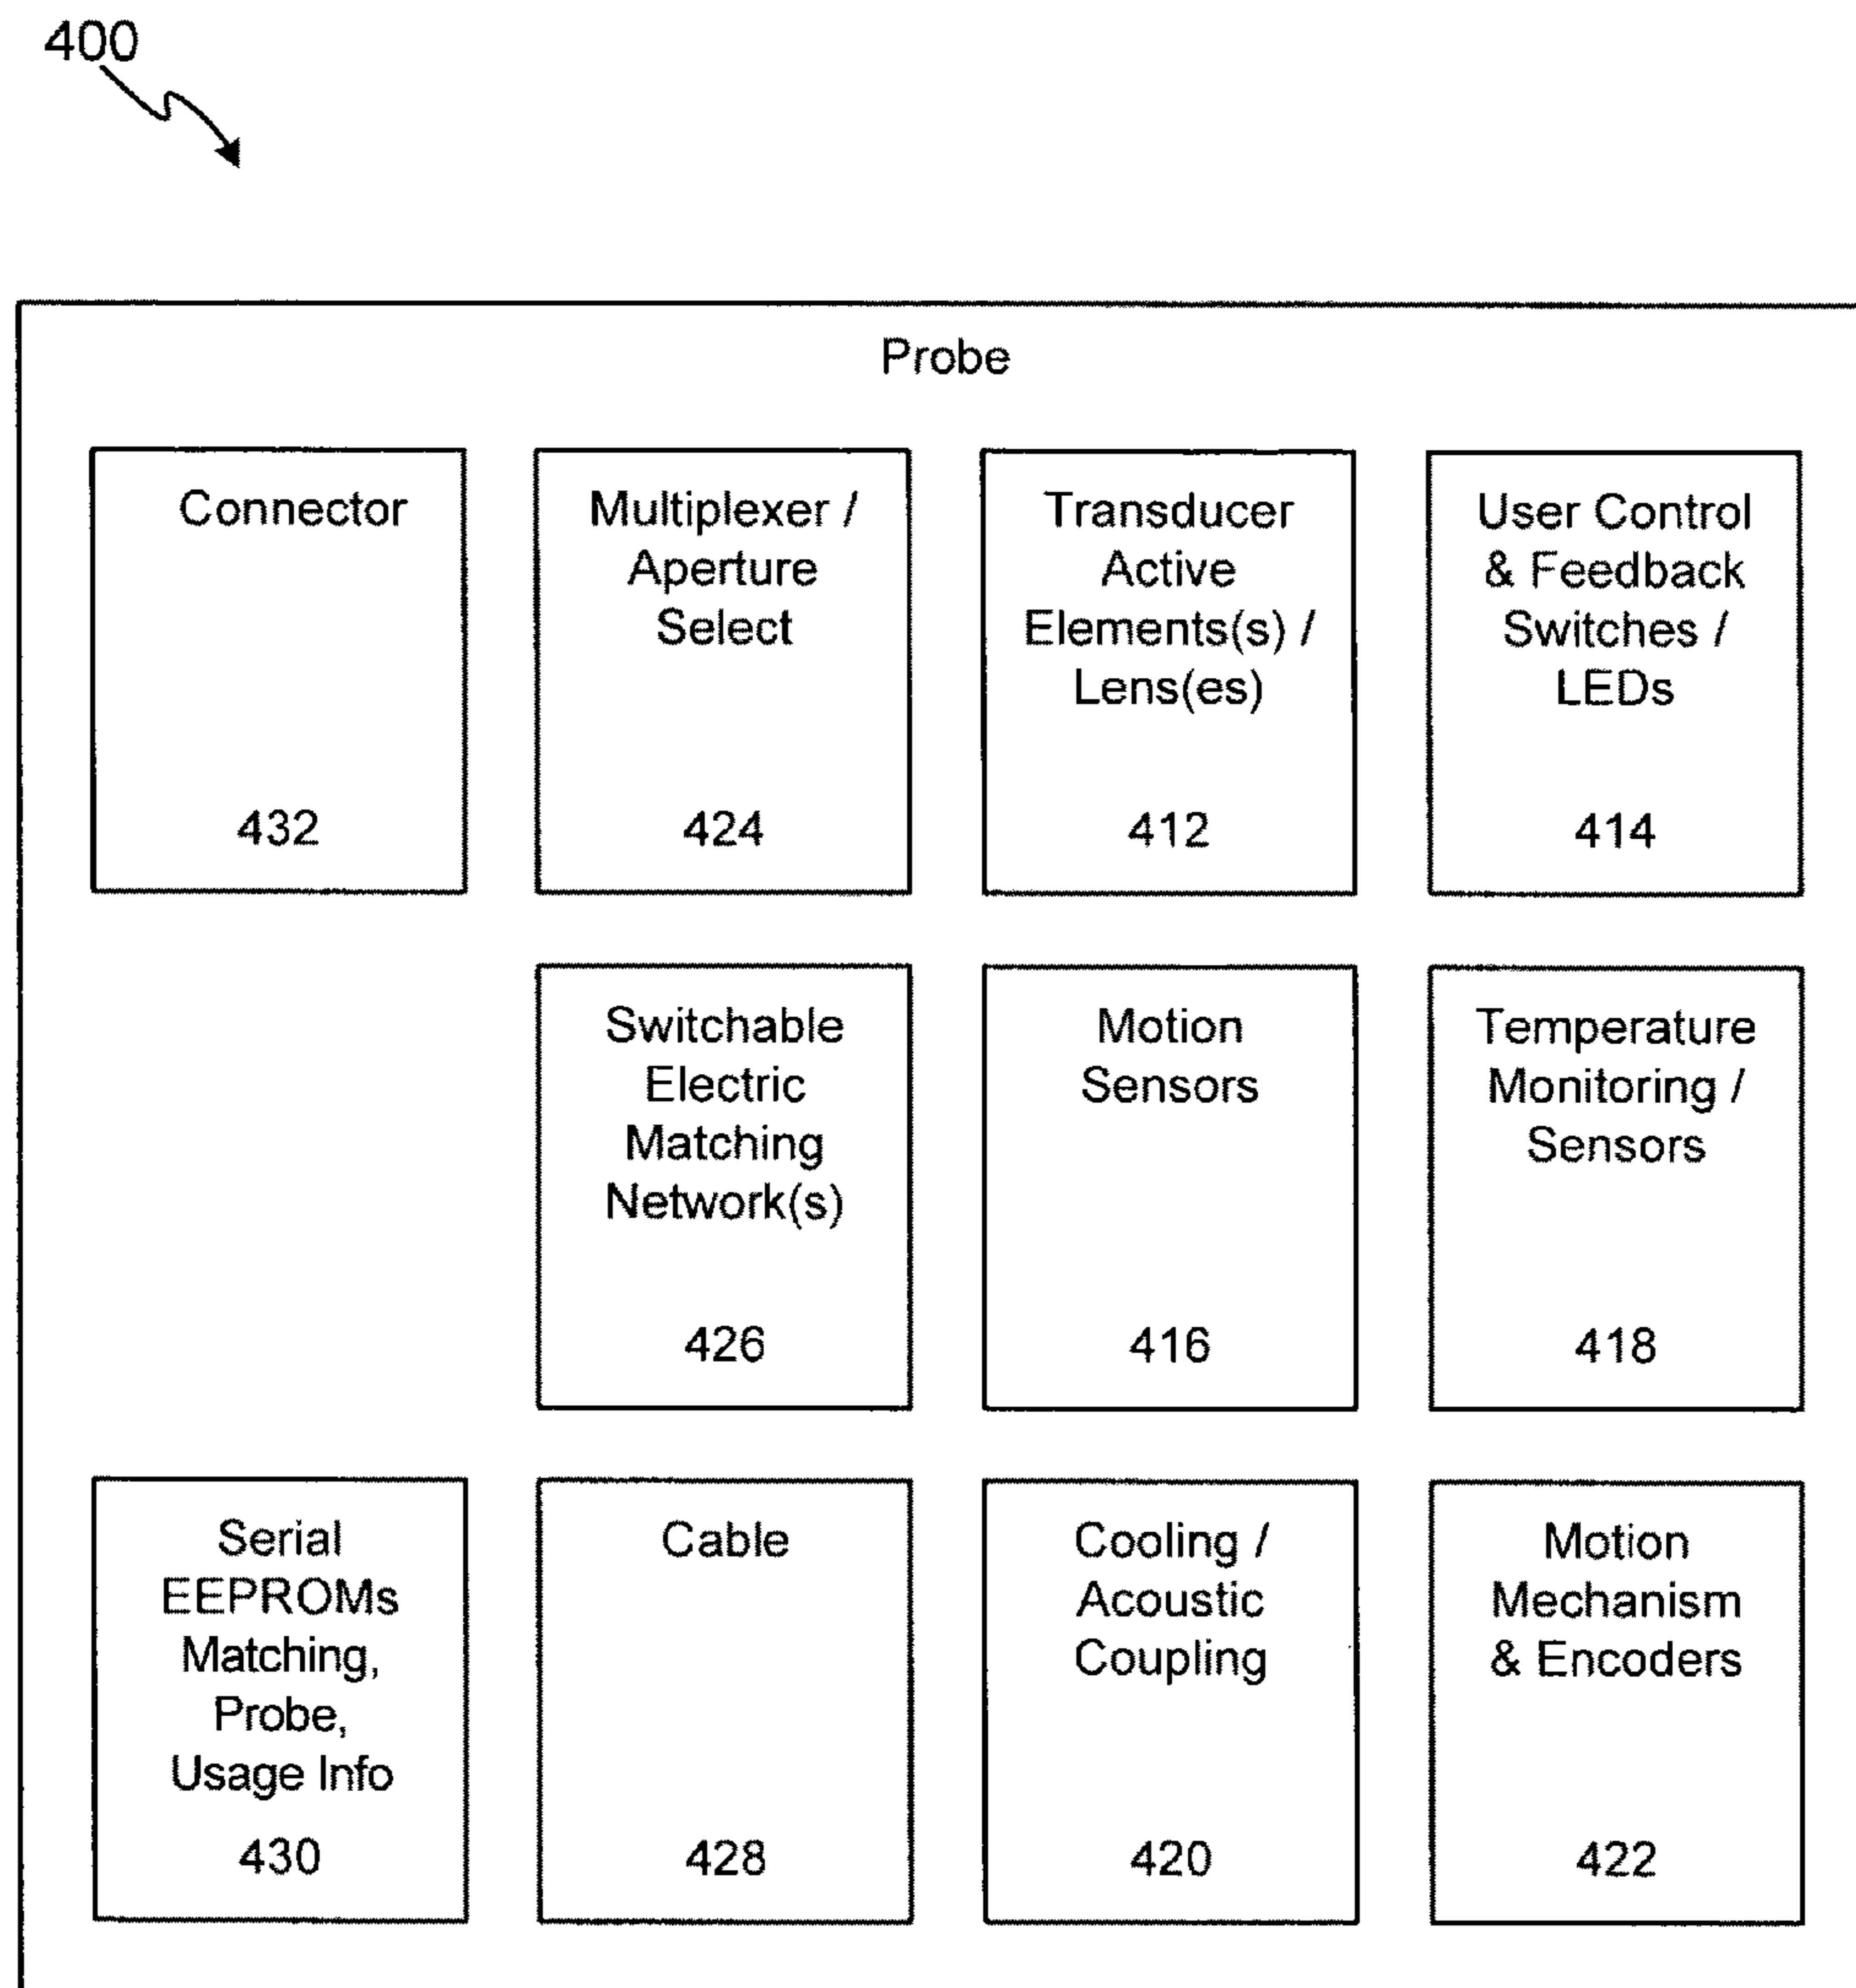 400
Probe
Connector
432
Multiplexer /
Aperture
Select
424
Transducer
Active
Elements(s) /
Lens(es)
412
User Control
& Feedback
Switches /
LEDs
414
Switchable
Electric
Matching
Network(s)
426
Motion
Sensors
416
Temperature
Monitoring /
Sensors
418
Serial
EEPROMs
Matching,
Probe,
Usage Info
430
Cable
428
Cooling /
Acoustic
Coupling
420
Motion
Mechanism
& Encoders
422